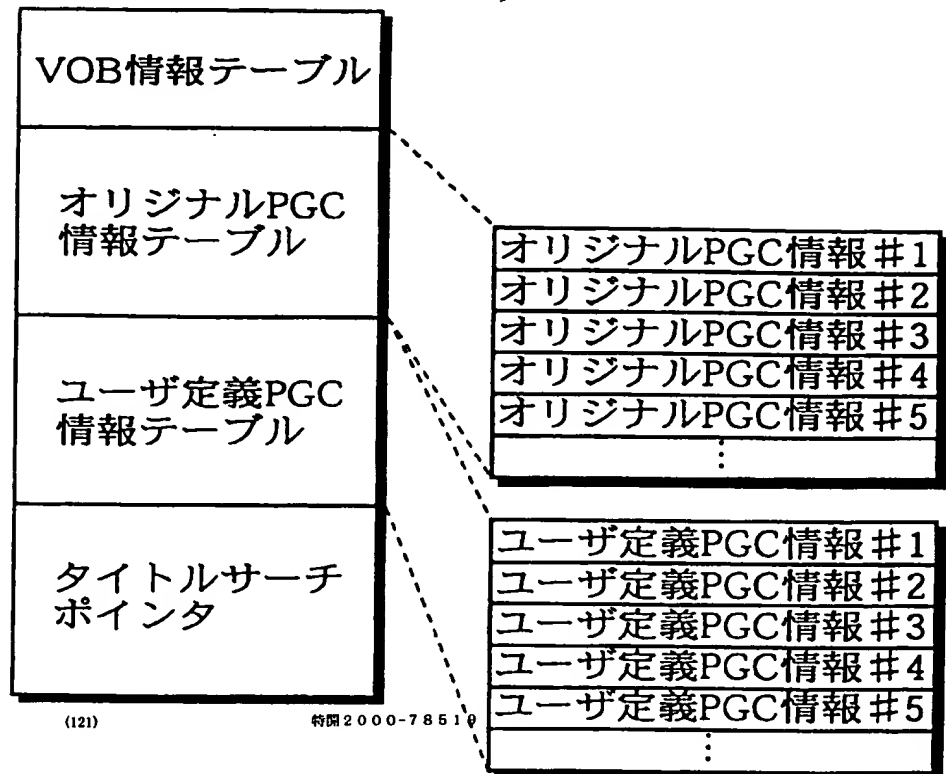 VOB情報テーブル
オリジナルPGC
情報テーブル
ユーザ定義PGC
情報テーブル
タイトルサーチ
ポインタ
オリジナルPGC情報#1
オリジナルPGC情報#2
オリジナルPGC情報#3
オリジナルPGC情報#4
オリジナルPGC情報#5
⋮
ユーザ定義PGC情報#1
ユーザ定義PGC情報#2
ユーザ定義PGC情報#3
ユーザ定義PGC情報#4
ユーザ定義PGC情報#5
⋮
(121)
特開2000-78519